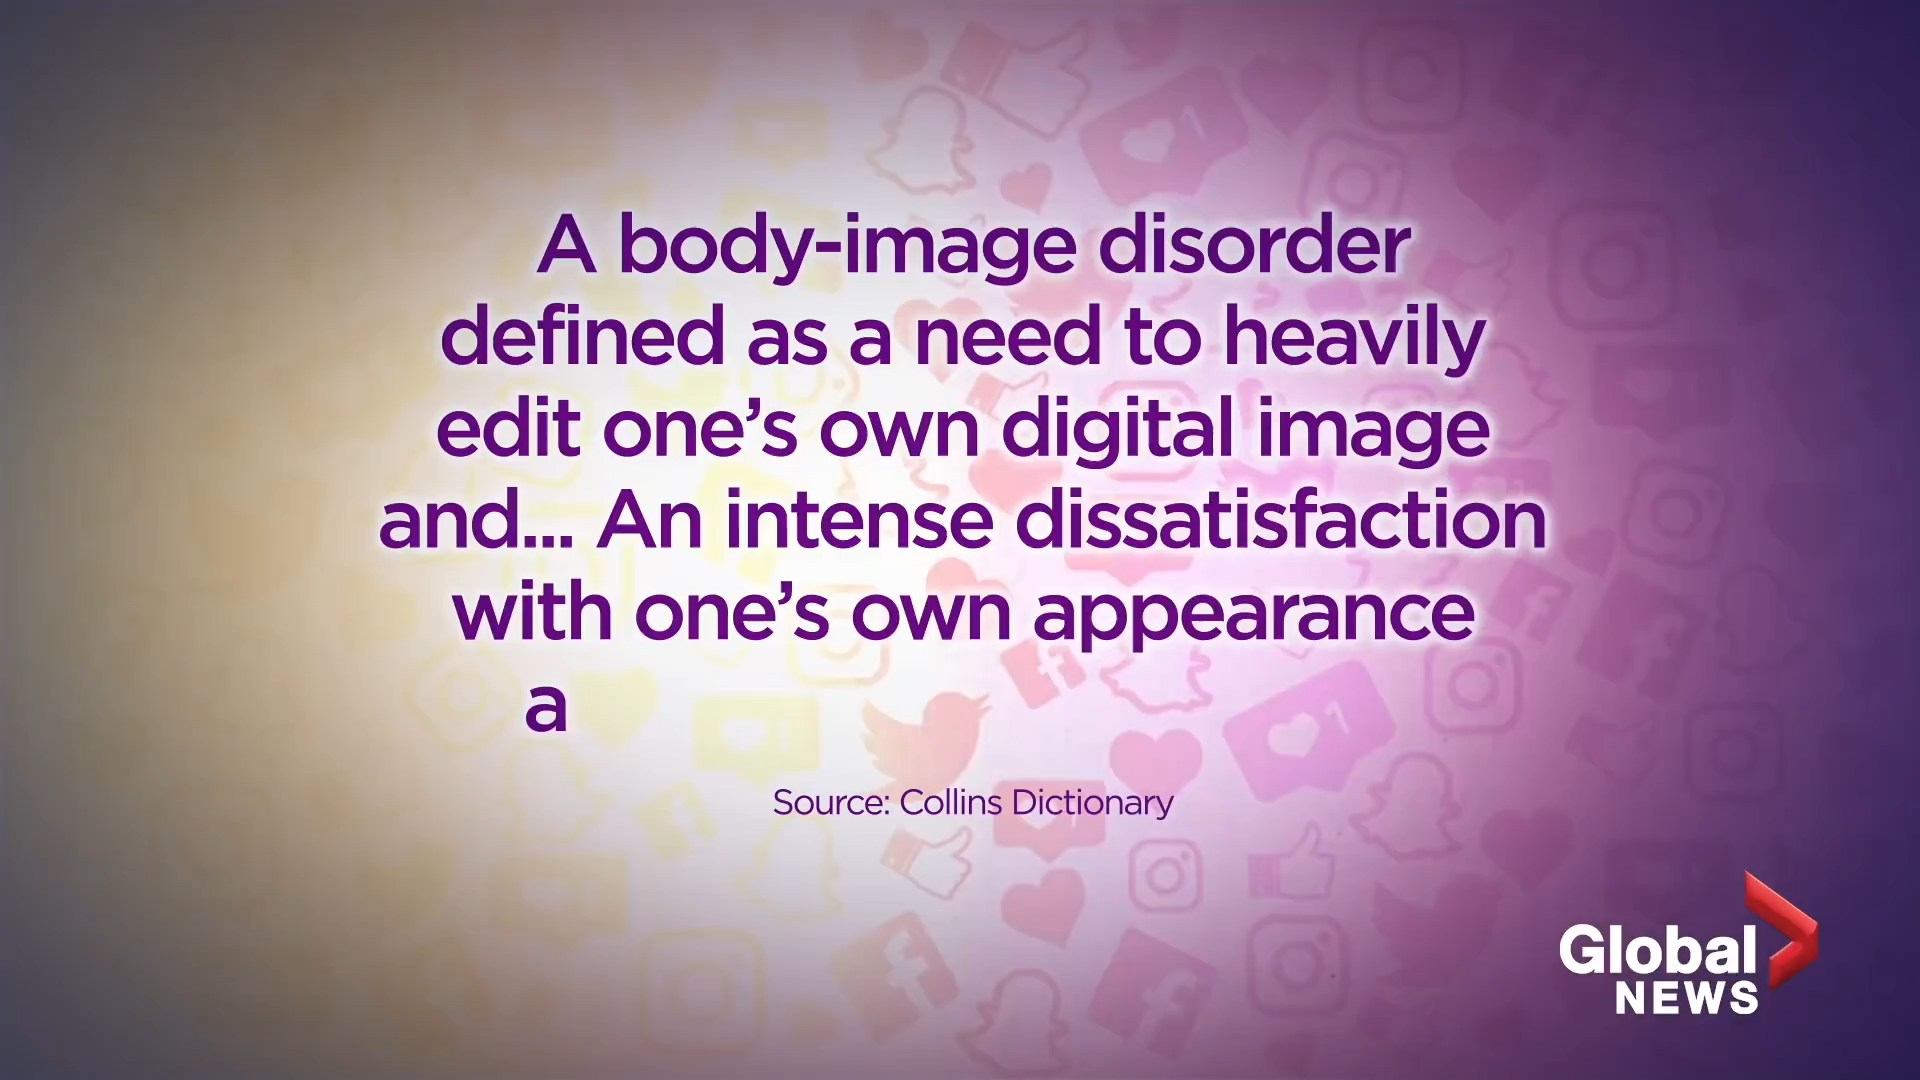 A body-image disorder
defined as a need to heavily
edit one’s own digital image
and... An intense dissatisfaction
with one’s own appearance
a
Source: Collins Dictionary
Global
NEWS